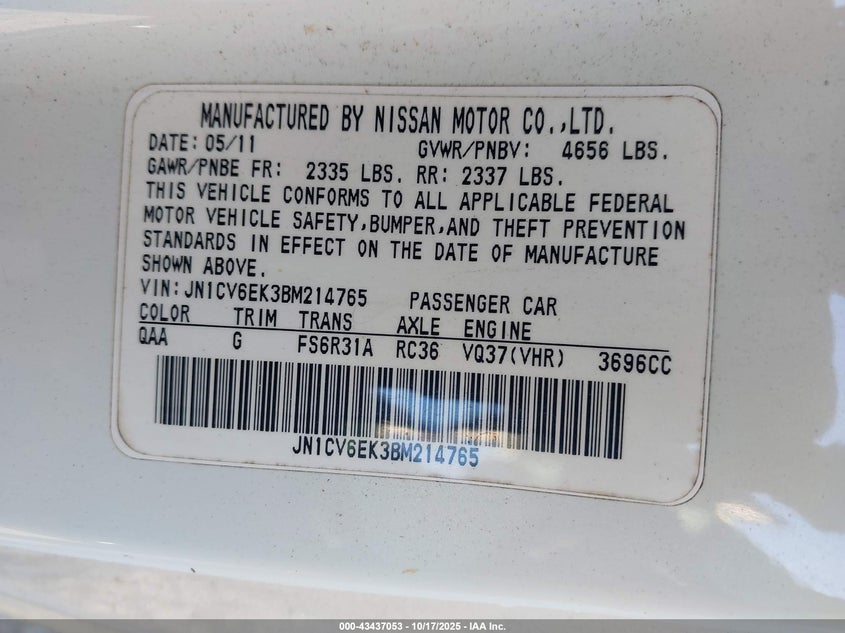 MANUFACTURED BY NISSAN MOTOR CO.,LTD.
DATE: 05/11 GVWR/PNBV: 4656 LBS.
GAWR/PNBE FR: 2335 LBS. RR: 2337 LBS.
THIS VEHICLE CONFORMS TO ALL APPLICABLE FEDERAL
MOTOR VEHICLE SAFETY,BUMPER,AND THEFT PREVENTION
STANDARDS IN EFFECT ON THE DATE OF MANUFACTURE
SHOWN ABOVE.
VIN:JN1CV6EK3BM214765 PASSENGER CAR
COLOR TRIM TRANS AXLE ENGINE
QAA G FS6R31A RC36 VQ37(VHR) 3696CC
JN1CV6EK3BM214765
000-43437053 - 10/17/2025 - IAA Inc.